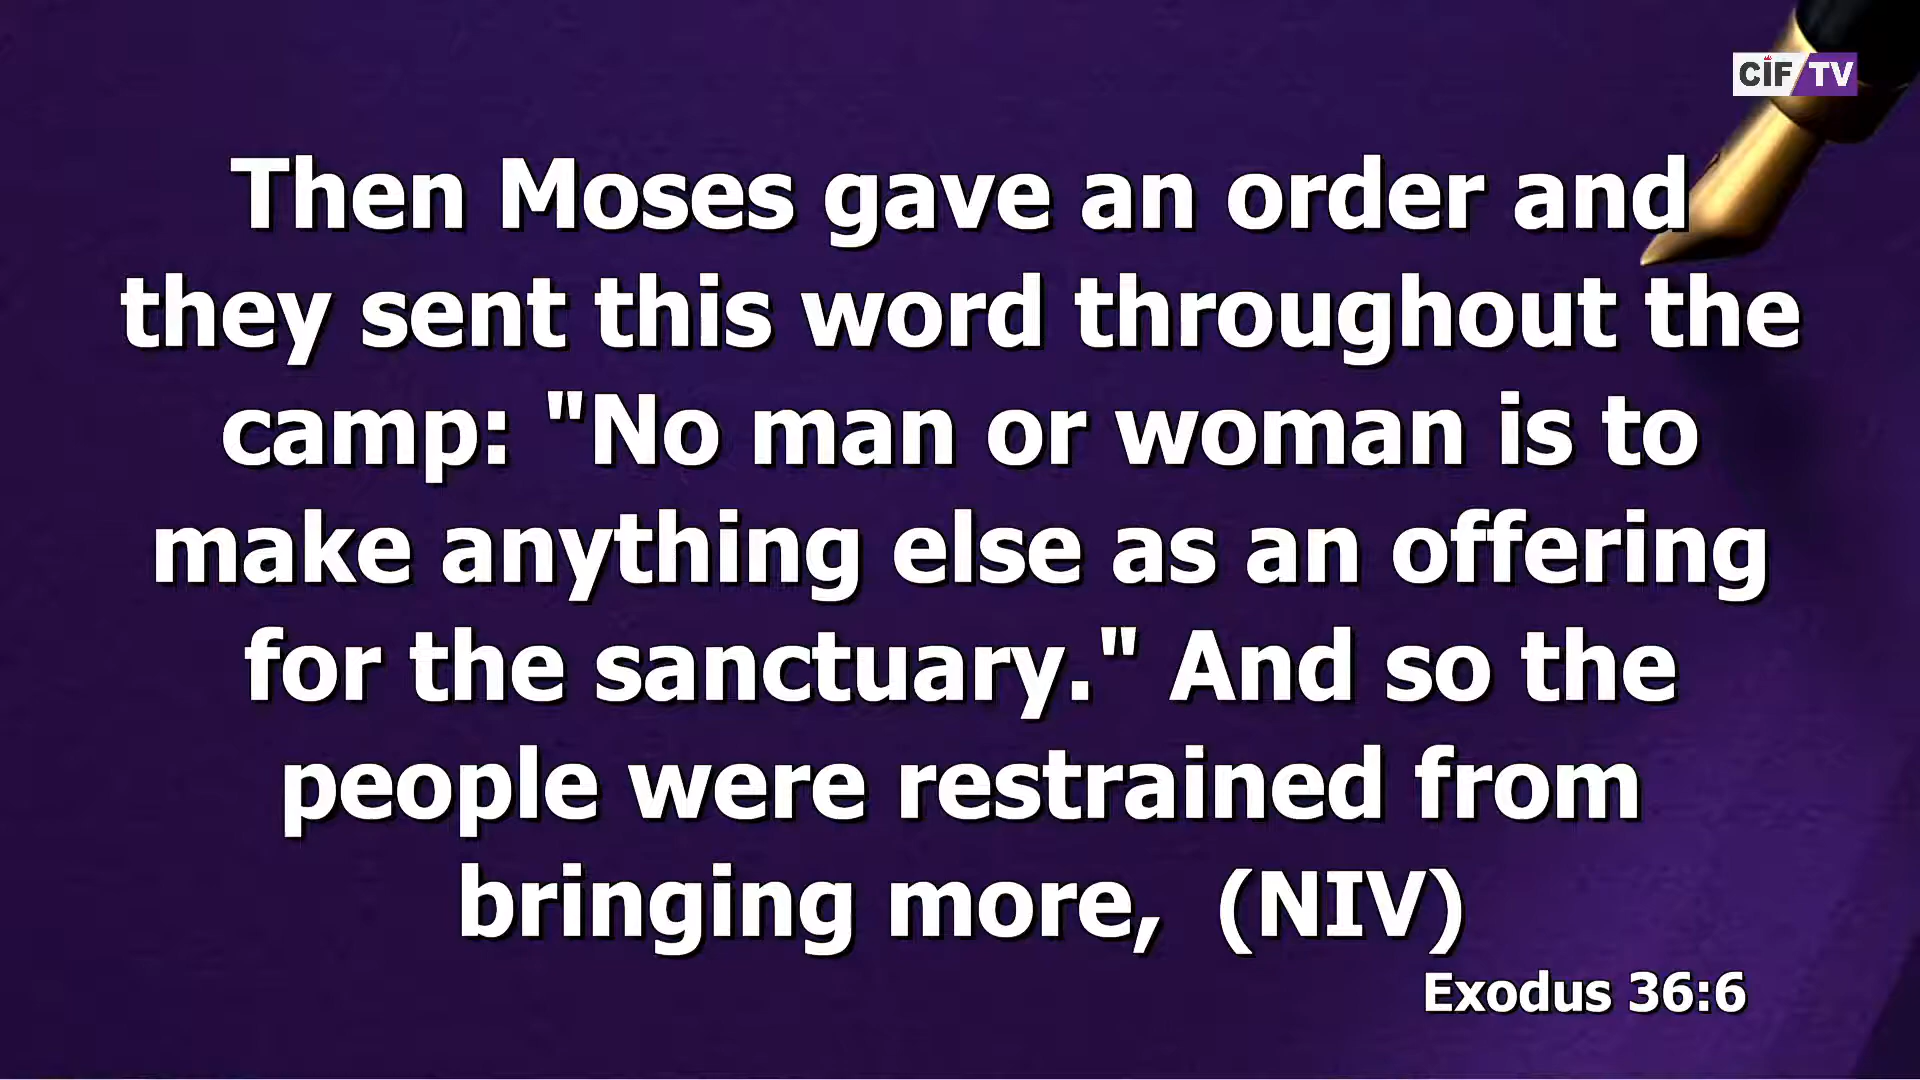 CIF/TV
Then Moses gave an order and
they sent this word throughout the
camp: "No man or woman is to
make anything else as an offering
for the sanctuary." And so the
people were restrained from
bringing more,  (NIV)
Exodus 36:6